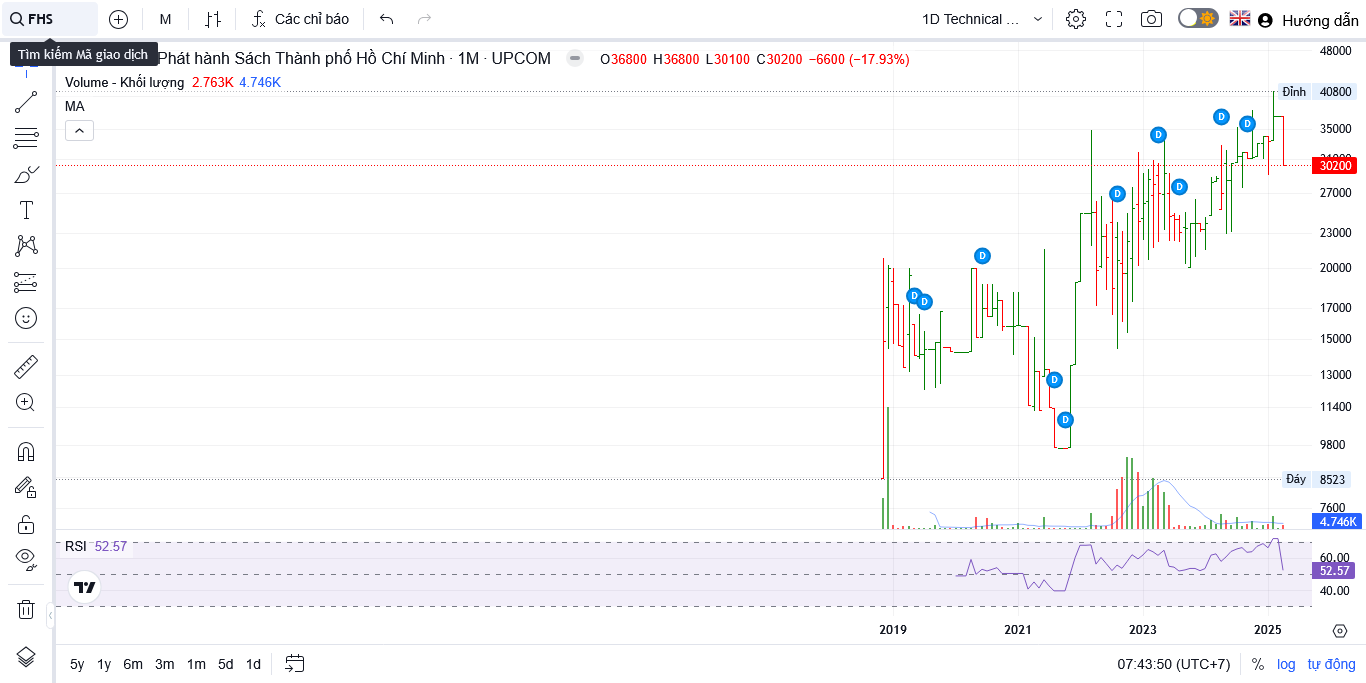 FHS
M
Các chỉ báo
1D Technical ...
Hướng dẫn
Tìm kiếm Mã giao dịch
Phát hành Sách Thành phố Hồ Chí Minh · 1M · UPCOM
O36800 H36800 L30100 C30200 −6600 (−17.93%)
Volume - Khối lượng 2.763K 4.746K
MA
48000
Đỉnh 40800
35000
30200
27000
23000
20000
17000
15000
13000
11400
9800
Đáy 8523
7600
4.746K
D
D
D
D
D
D
D
D
D
D
RSI 52.57
60.00
52.57
40.00
2019
2021
2023
2025
5y 1y 6m 3m 1m 5d 1d
07:43:50 (UTC+7)
%
log
tự động